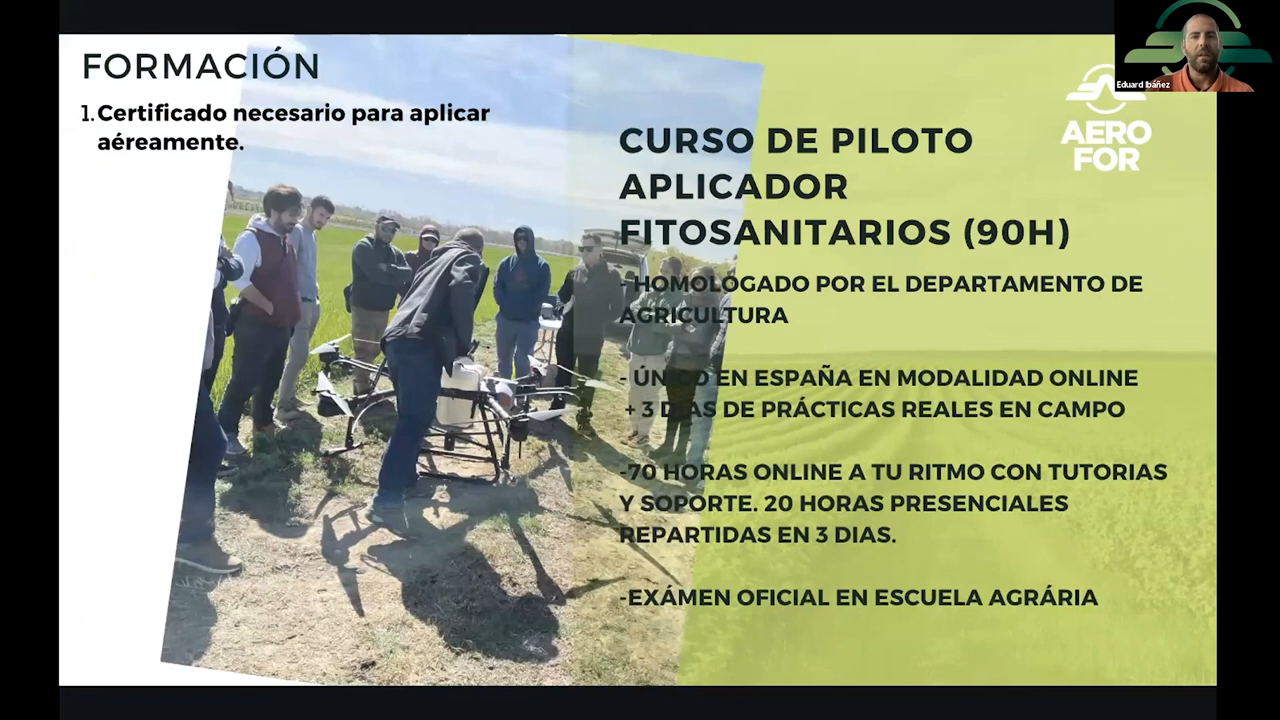 FORMACIÓN
1. Certificado necesario para aplicar
aéreamente.
Eduard Ibáñez
AERO
FOR
CURSO DE PILOTO
APLICADOR
FITOSANITARIOS (90H)
- HOMOLOGADO POR EL DEPARTAMENTO DE
AGRICULTURA
- ÚNICO EN ESPAÑA EN MODALIDAD ONLINE
+ 3 DIAS DE PRÁCTICAS REALES EN CAMPO
-70 HORAS ONLINE A TU RITMO CON TUTORIAS
Y SOPORTE. 20 HORAS PRESENCIALES
REPARTIDAS EN 3 DIAS.
-EXÁMEN OFICIAL EN ESCUELA AGRÁRIA